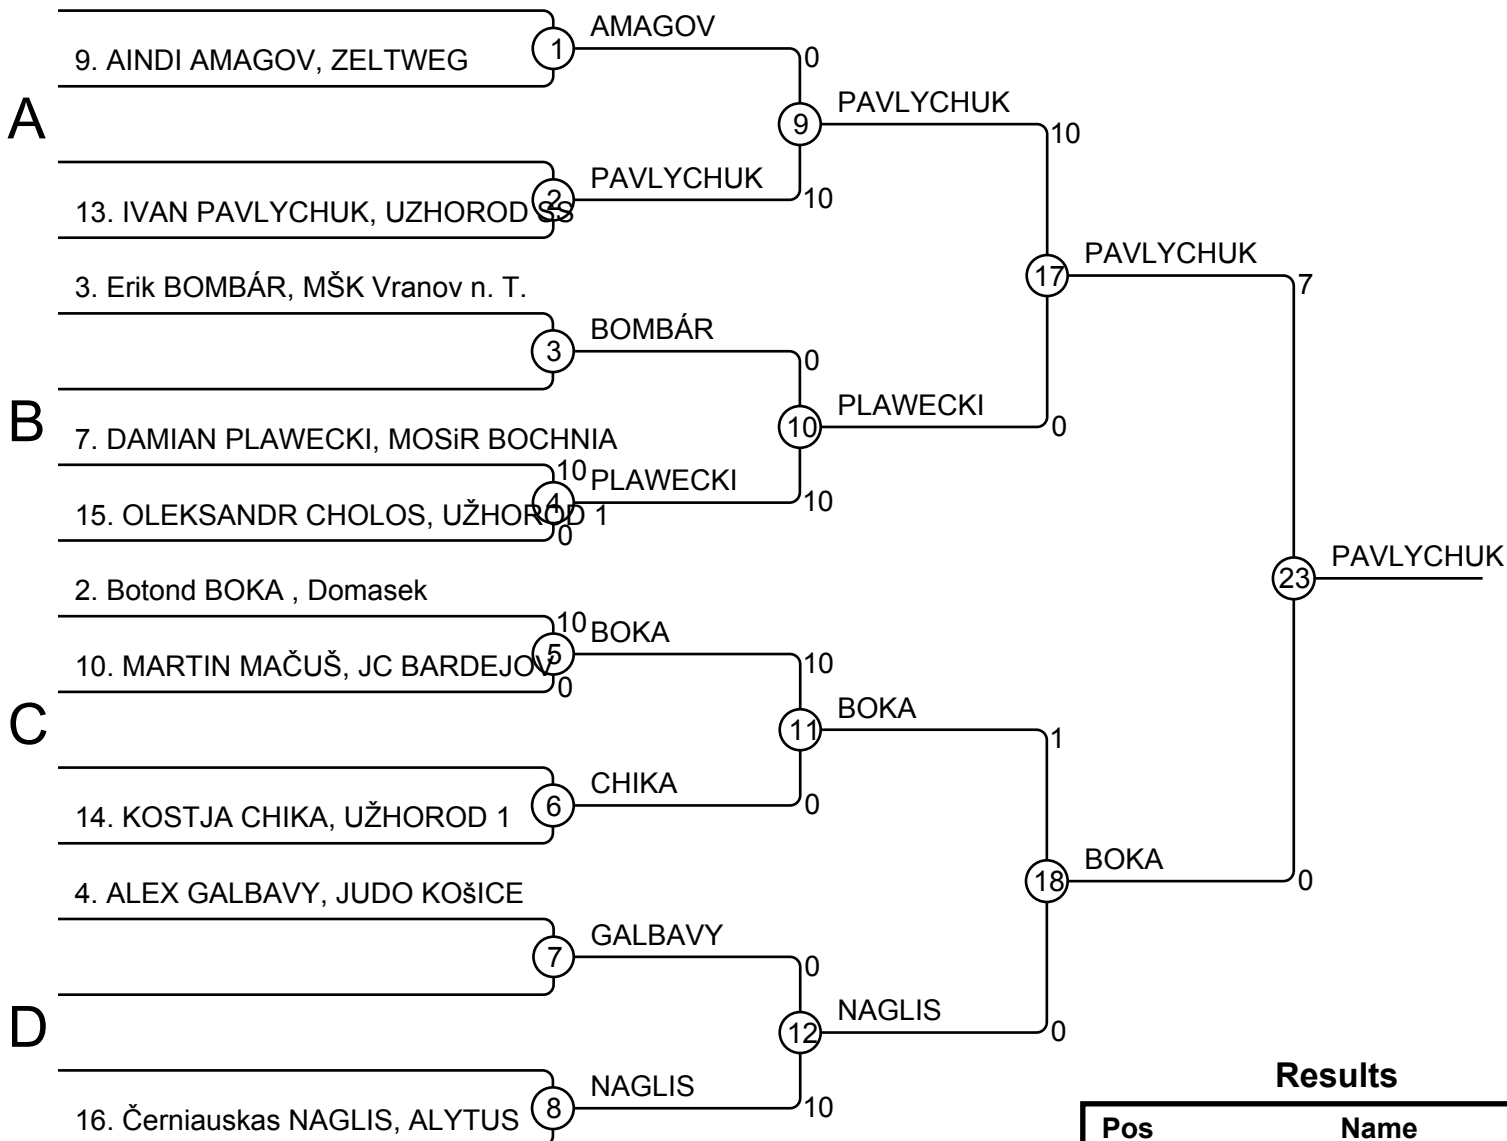 AMAGOV
0
9. AINDI AMAGOV, ZELTWEG
1
A
9
PAVLYCHUK
10
13. IVAN PAVLYCHUK, UZHOROD SS
2
PAVLYCHUK
10
17
PAVLYCHUK
7
3. Erik BOMBÁR, MŠK Vranov n. T.
3
BOMBÁR
0
B
10
PLAWECKI
0
7. DAMIAN PLAWECKI, MOSiR BOCHNIA
10
4
PLAWECKI
10
15. OLEKSANDR CHOLOS, UŽHOROD 1
0
23
PAVLYCHUK
2. Botond BOKA , Domasek
10
5
BOKA
10
10. MARTIN MAČUŠ, JC BARDEJOV
0
C
11
BOKA
1
6
CHIKA
0
14. KOSTJA CHIKA, UŽHOROD 1
18
BOKA
0
4. ALEX GALBAVY, JUDO KOšICE
7
GALBAVY
0
D
12
NAGLIS
0
8
NAGLIS
10
16. Černiauskas NAGLIS, ALYTUS
Results
Pos Name